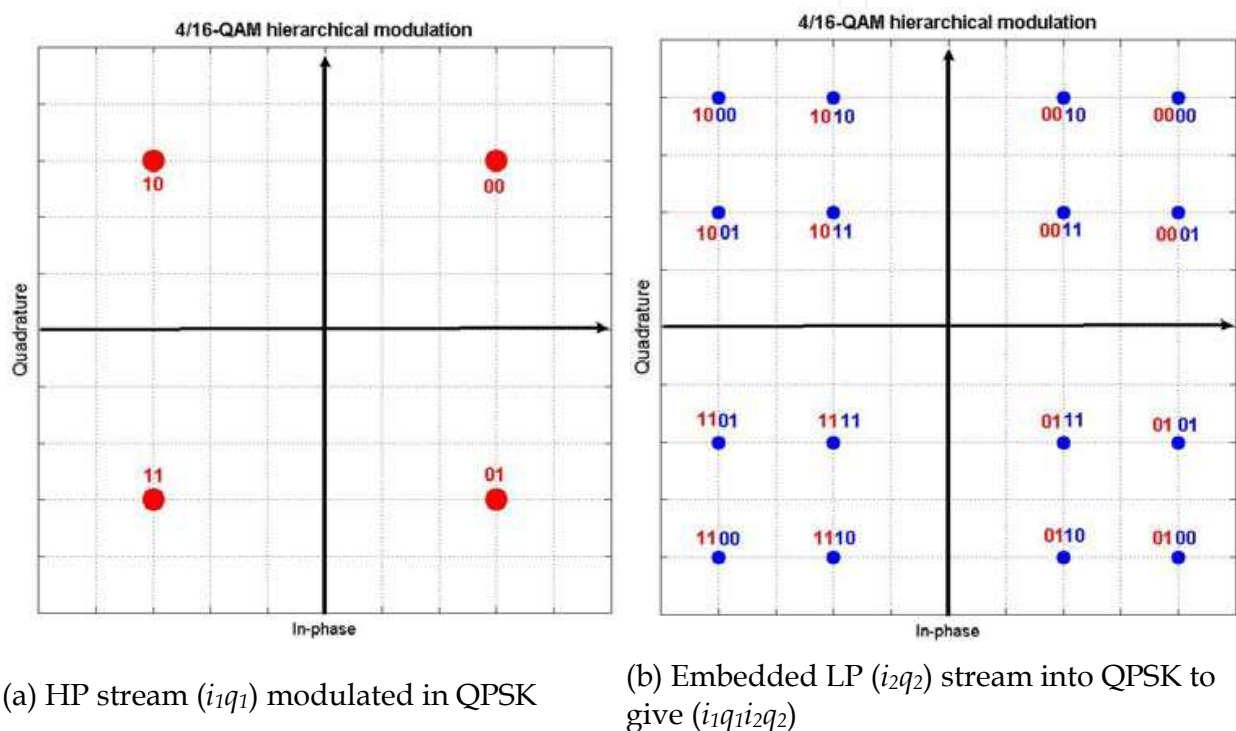 4/16-QAM hierarchical modulation
10
00
11
01
Quadrature
In-phase
4/16-QAM hierarchical modulation
1000 1010 0010 0000
1001 1011 0011 0001
1101 1111 0111 01 01
1100 1110 0110 0100
Quadrature
In-phase
(a) HP stream (i1q1) modulated in QPSK
(b) Embedded LP (i2q2) stream into QPSK to
give (i1q1i2q2)